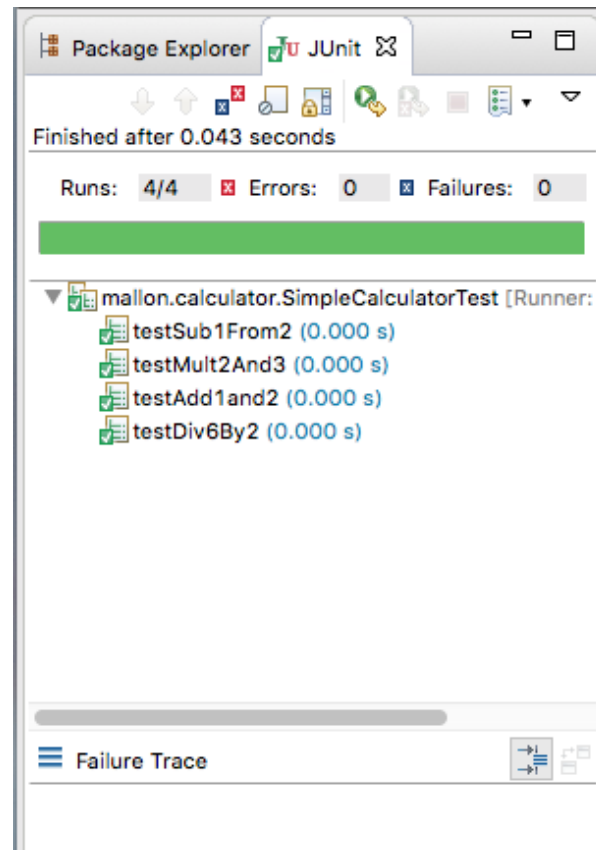 Package Explorer JUnit
Finished after 0.043 seconds
Runs: 4/4 Errors: 0 Failures: 0
mallon.calculator.SimpleCalculatorTest [Runner:
testSub1From2 (0.000 s)
testMult2And3 (0.000 s)
testAdd1and2 (0.000 s)
testDiv6By2 (0.000 s)
Failure Trace